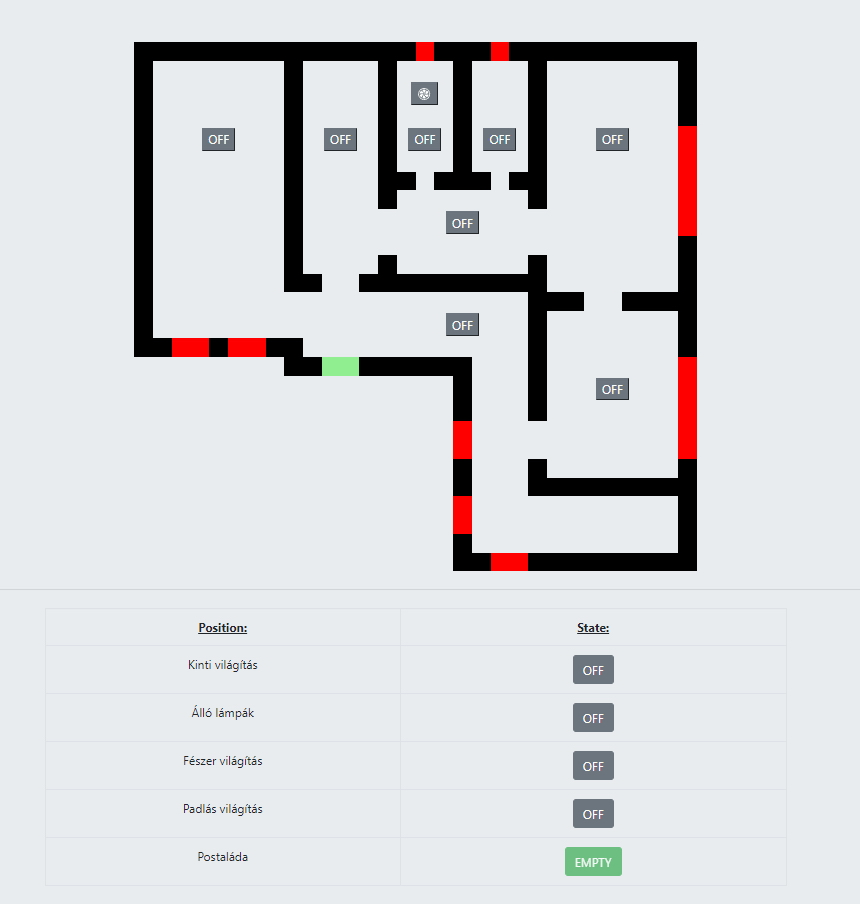 OFF OFF OFF OFF OFF
OFF
OFF
OFF
Position: State:
Kinti világítás OFF
Álló lámpák OFF
Fészer világítás OFF
Padlás világítás OFF
Postaláda EMPTY